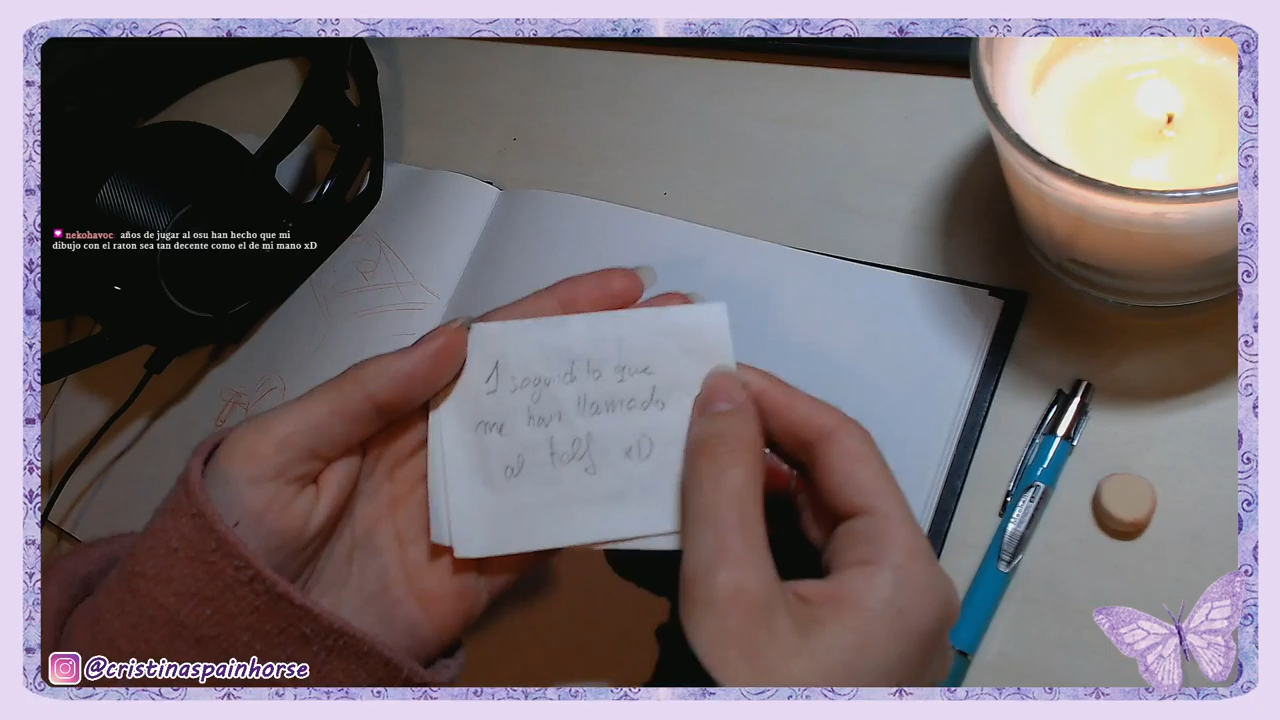 nekohavoc: años de jugar al osu han hecho que mi
dibujo con el raton sea tan decente como el de mi mano xD
1 segundito que
me han llamado
al telf xD
@cristinaspainhorse